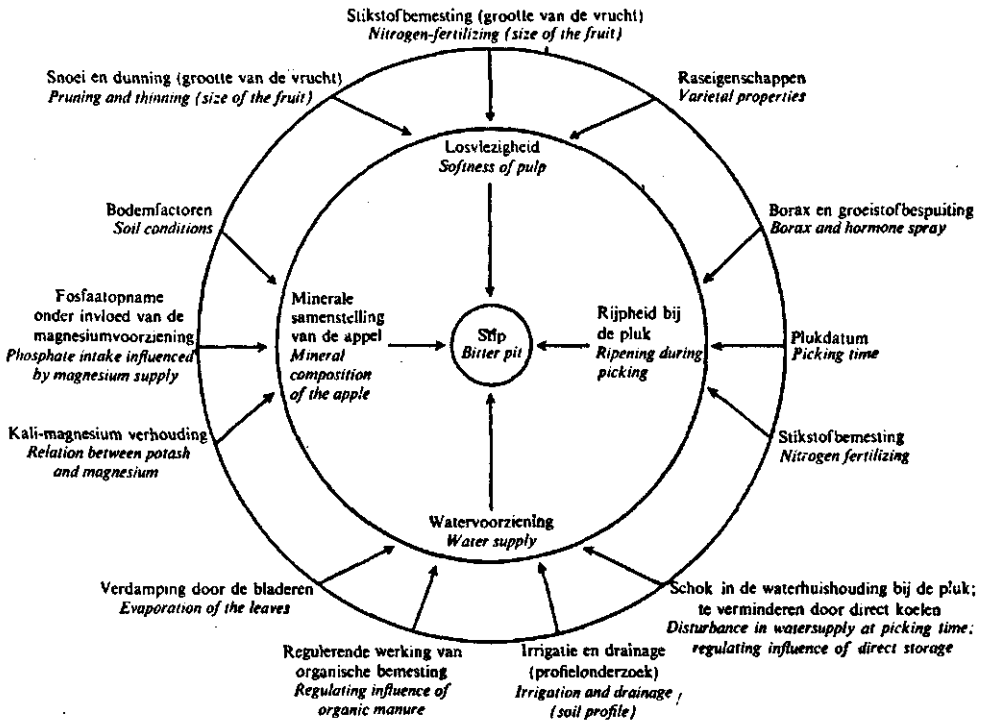 Stikstofbemesting (grootte van de vrucht)
Nitrogen-fertilizing (size of the fruit)
Snoei en dunning (grootte van de vrucht)
Pruning and thinning (size of the fruit)
Raseigenschappen
Varietal properties
Losvlezigheid
Softness of pulp
Bodemfactoren
Soil conditions
Borax en groeistofbespuiting
Borax and hormone spray
Fosfaatopname
onder invloed van de
magnesiumvoorziening
Phosphate intake influenced
by magnesium supply
Minerale
samenstelling
van de appel
Mineral
composition
of the apple
Stip
Bitter pit
Rijpheid bij
de pluk
Ripening during
picking
Plukdatum
Picking time
Kali-magnesium verhouding
Relation between potash
and magnesium
Stikstofbemesting
Nitrogen fertilizing
Watervoorziening
Water supply
Verdamping door de bladeren
Evaporation of the leaves
Regulerende werking van
organische bemesting
Regulating influence of
organic manure
Irrigatie en drainage
(profielonderzoek)
Irrigation and drainage
(soil profile)
Schok in de waterhuishouding bij de pluk;
te verminderen door direct koelen
Disturbance in watersupply at picking time;
regulating influence of direct storage